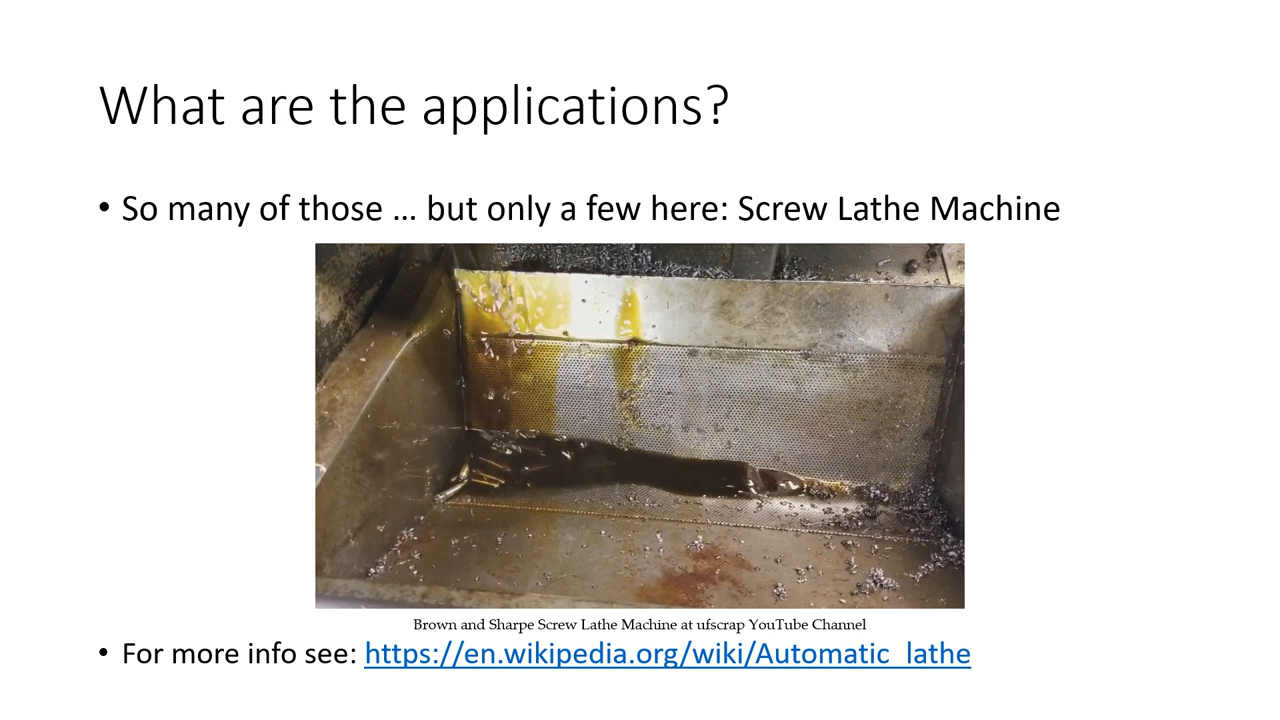 What are the applications?
• So many of those … but only a few here: Screw Lathe Machine
Brown and Sharpe Screw Lathe Machine at ufscrap YouTube Channel
• For more info see: https://en.wikipedia.org/wiki/Automatic_lathe